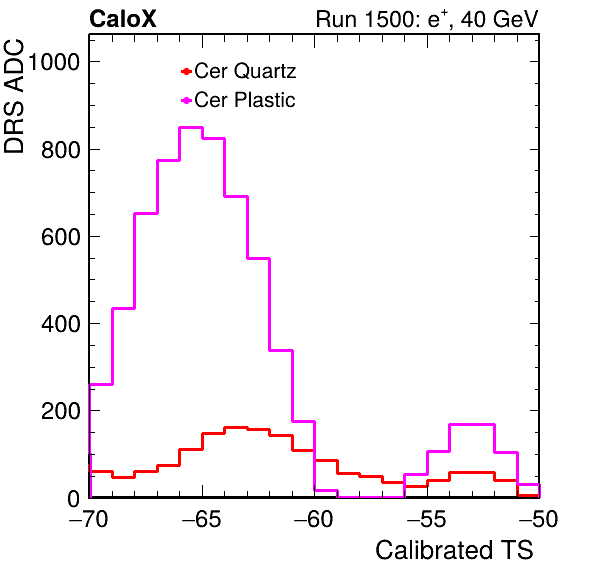 CaloX
Run 1500: e+, 40 GeV
DRS ADC
1000
800
600
400
200
0
Cer Quartz
Cer Plastic
−70
−65
−60
−55
−50
Calibrated TS